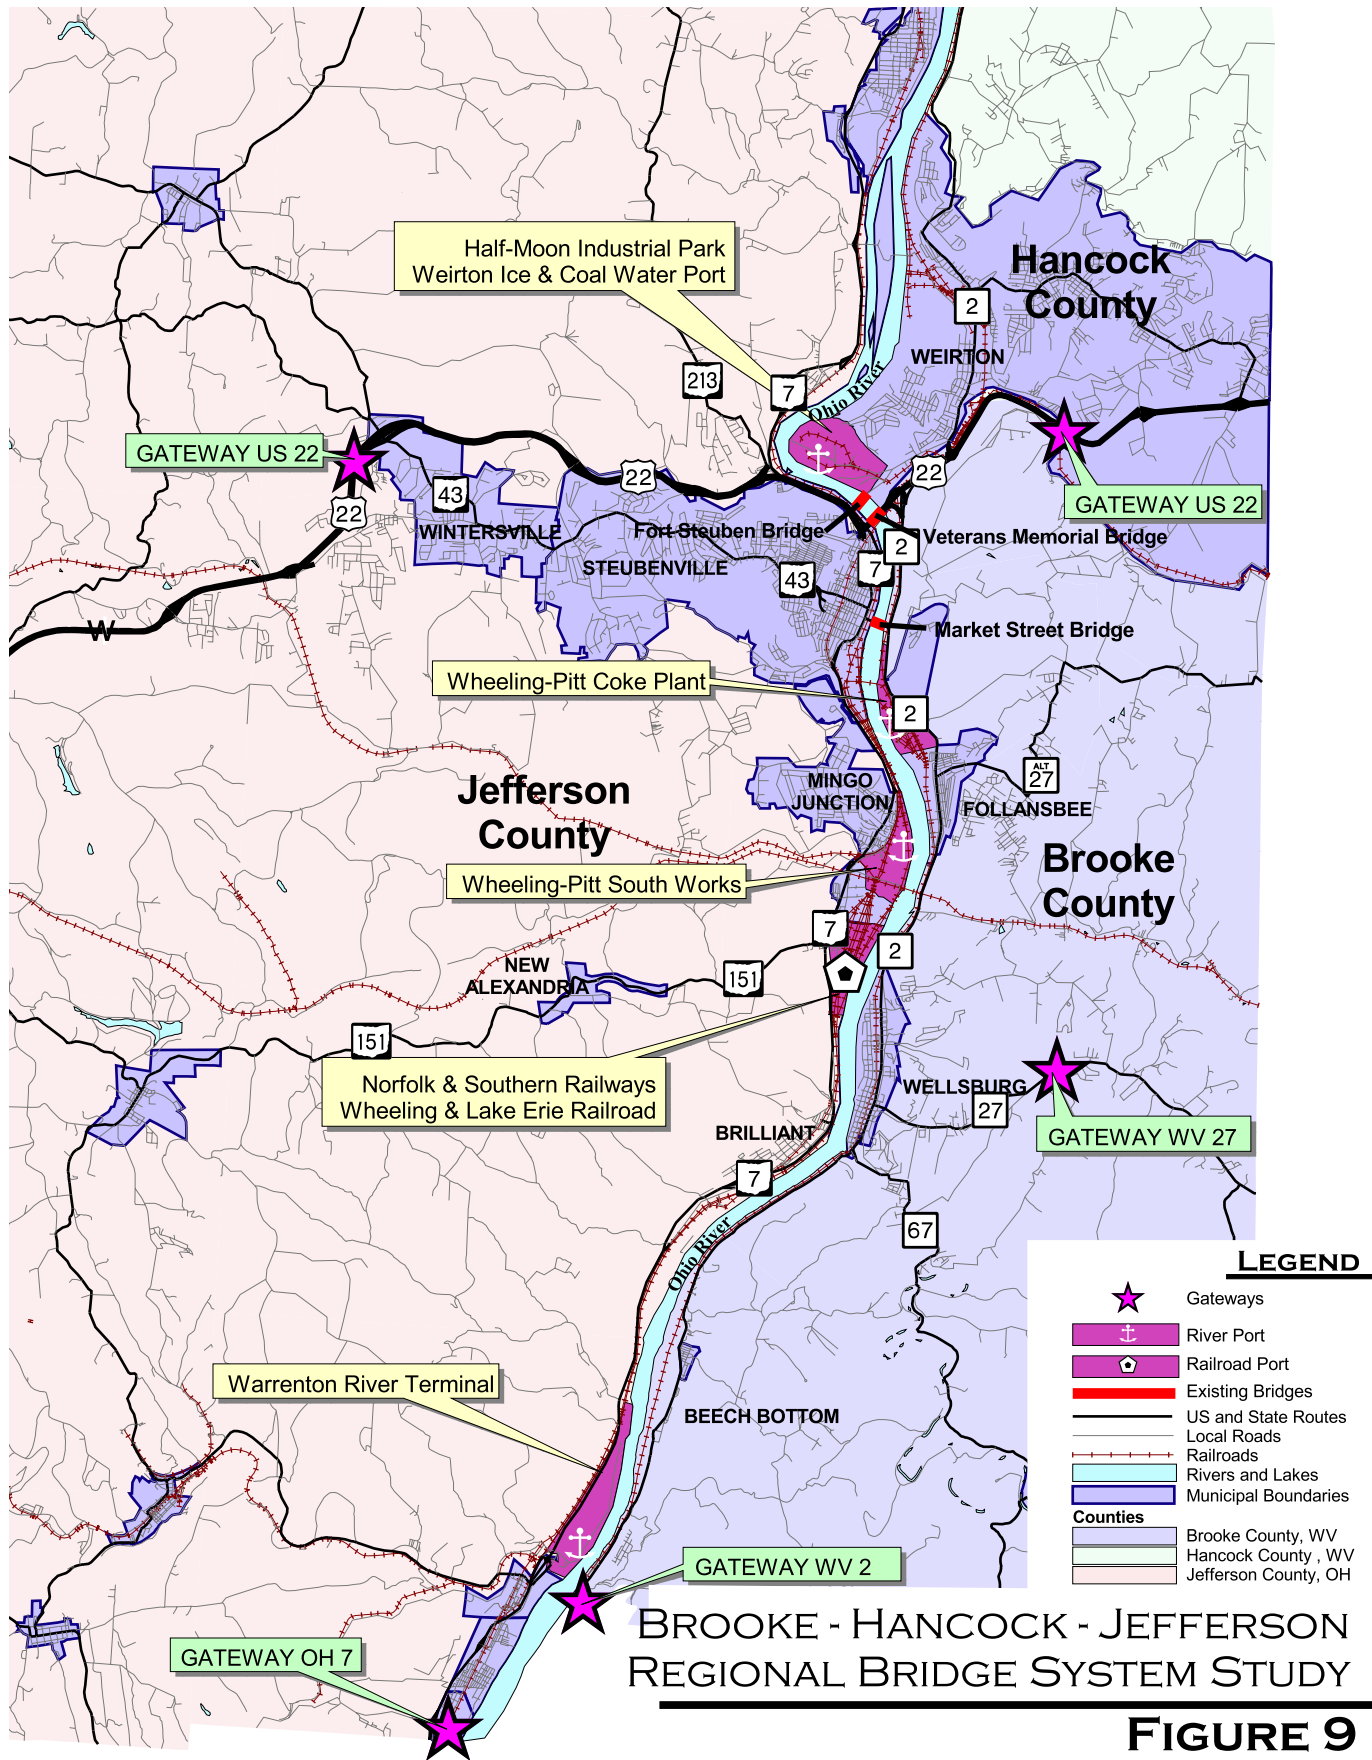 Half-Moon Industrial Park
Weirton Ice & Coal Water Port
Hancock
County
2
WEIRTON
213
7
Ohio River
GATEWAY US 22
22
22
43
22
GATEWAY US 22
WINTERSVILLE
Fort Steuben Bridge
Veterans Memorial Bridge
2
STEUBENVILLE
43
7
W
Market Street Bridge
Wheeling-Pitt Coke Plant
2
Jefferson
County
MINGO
JUNCTION
ALT
27
FOLLANSBEE
Brooke
County
Wheeling-Pitt South Works
7
2
NEW
ALEXANDRIA
151
151
Norfolk & Southern Railways
Wheeling & Lake Erie Railroad
WELLSBURG
27
GATEWAY WV 27
BRILLIANT
7
67
Ohio River
Warrenton River Terminal
BEECH BOTTOM
GATEWAY WV 2
GATEWAY OH 7
LEGEND
Gateways
River Port
Railroad Port
Existing Bridges
US and State Routes
Local Roads
Railroads
Rivers and Lakes
Municipal Boundaries
Counties
Brooke County, WV
Hancock County , WV
Jefferson County, OH
BROOKE - HANCOCK - JEFFERSON
REGIONAL BRIDGE SYSTEM STUDY
FIGURE 9